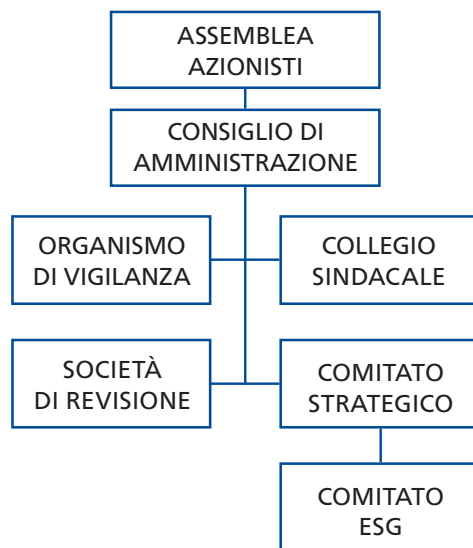 ASSEMBLEA
AZIONISTI
CONSIGLIO DI
AMMINISTRAZIONE
ORGANISMO
DI VIGILANZA
COLLEGIO
SINDACALE
SOCIETÀ
DI REVISIONE
COMITATO
STRATEGICO
COMITATO
ESG